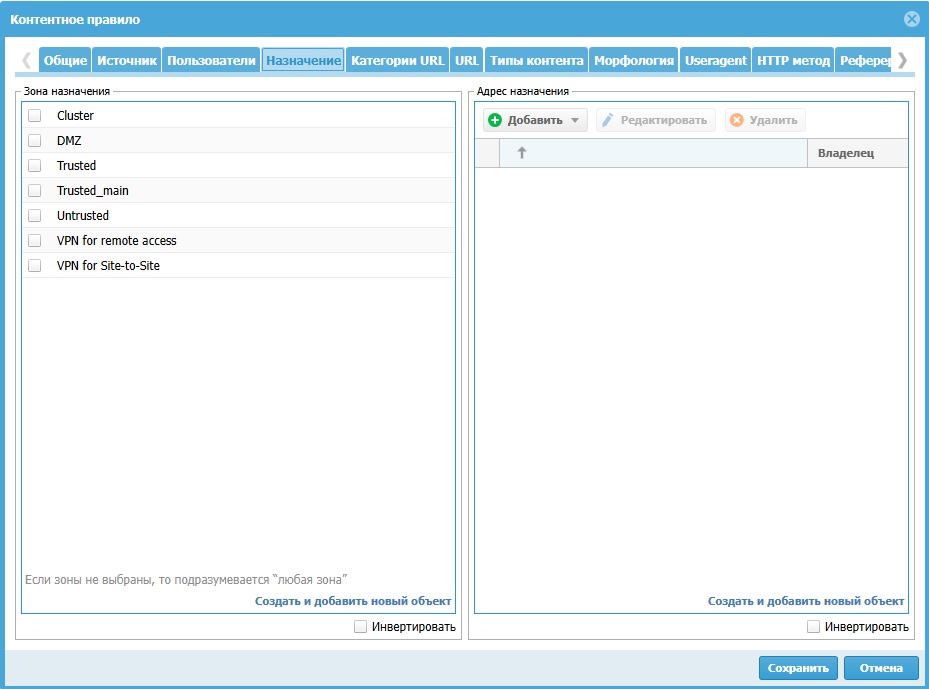 Контентное правило
Общие Источник Пользователи Назначение Категории URL URL Типы контента Морфология Useragent HTTP метод Реферер
Зона назначения
Cluster
DMZ
Trusted
Trusted_main
Untrusted
VPN for remote access
VPN for Site-to-Site
Если зоны не выбраны, то подразумевается “любая зона”
Создать и добавить новый объект
Инвертировать
Адрес назначения
Добавить Редактировать Удалить
Владелец
Создать и добавить новый объект
Инвертировать
Сохранить Отмена